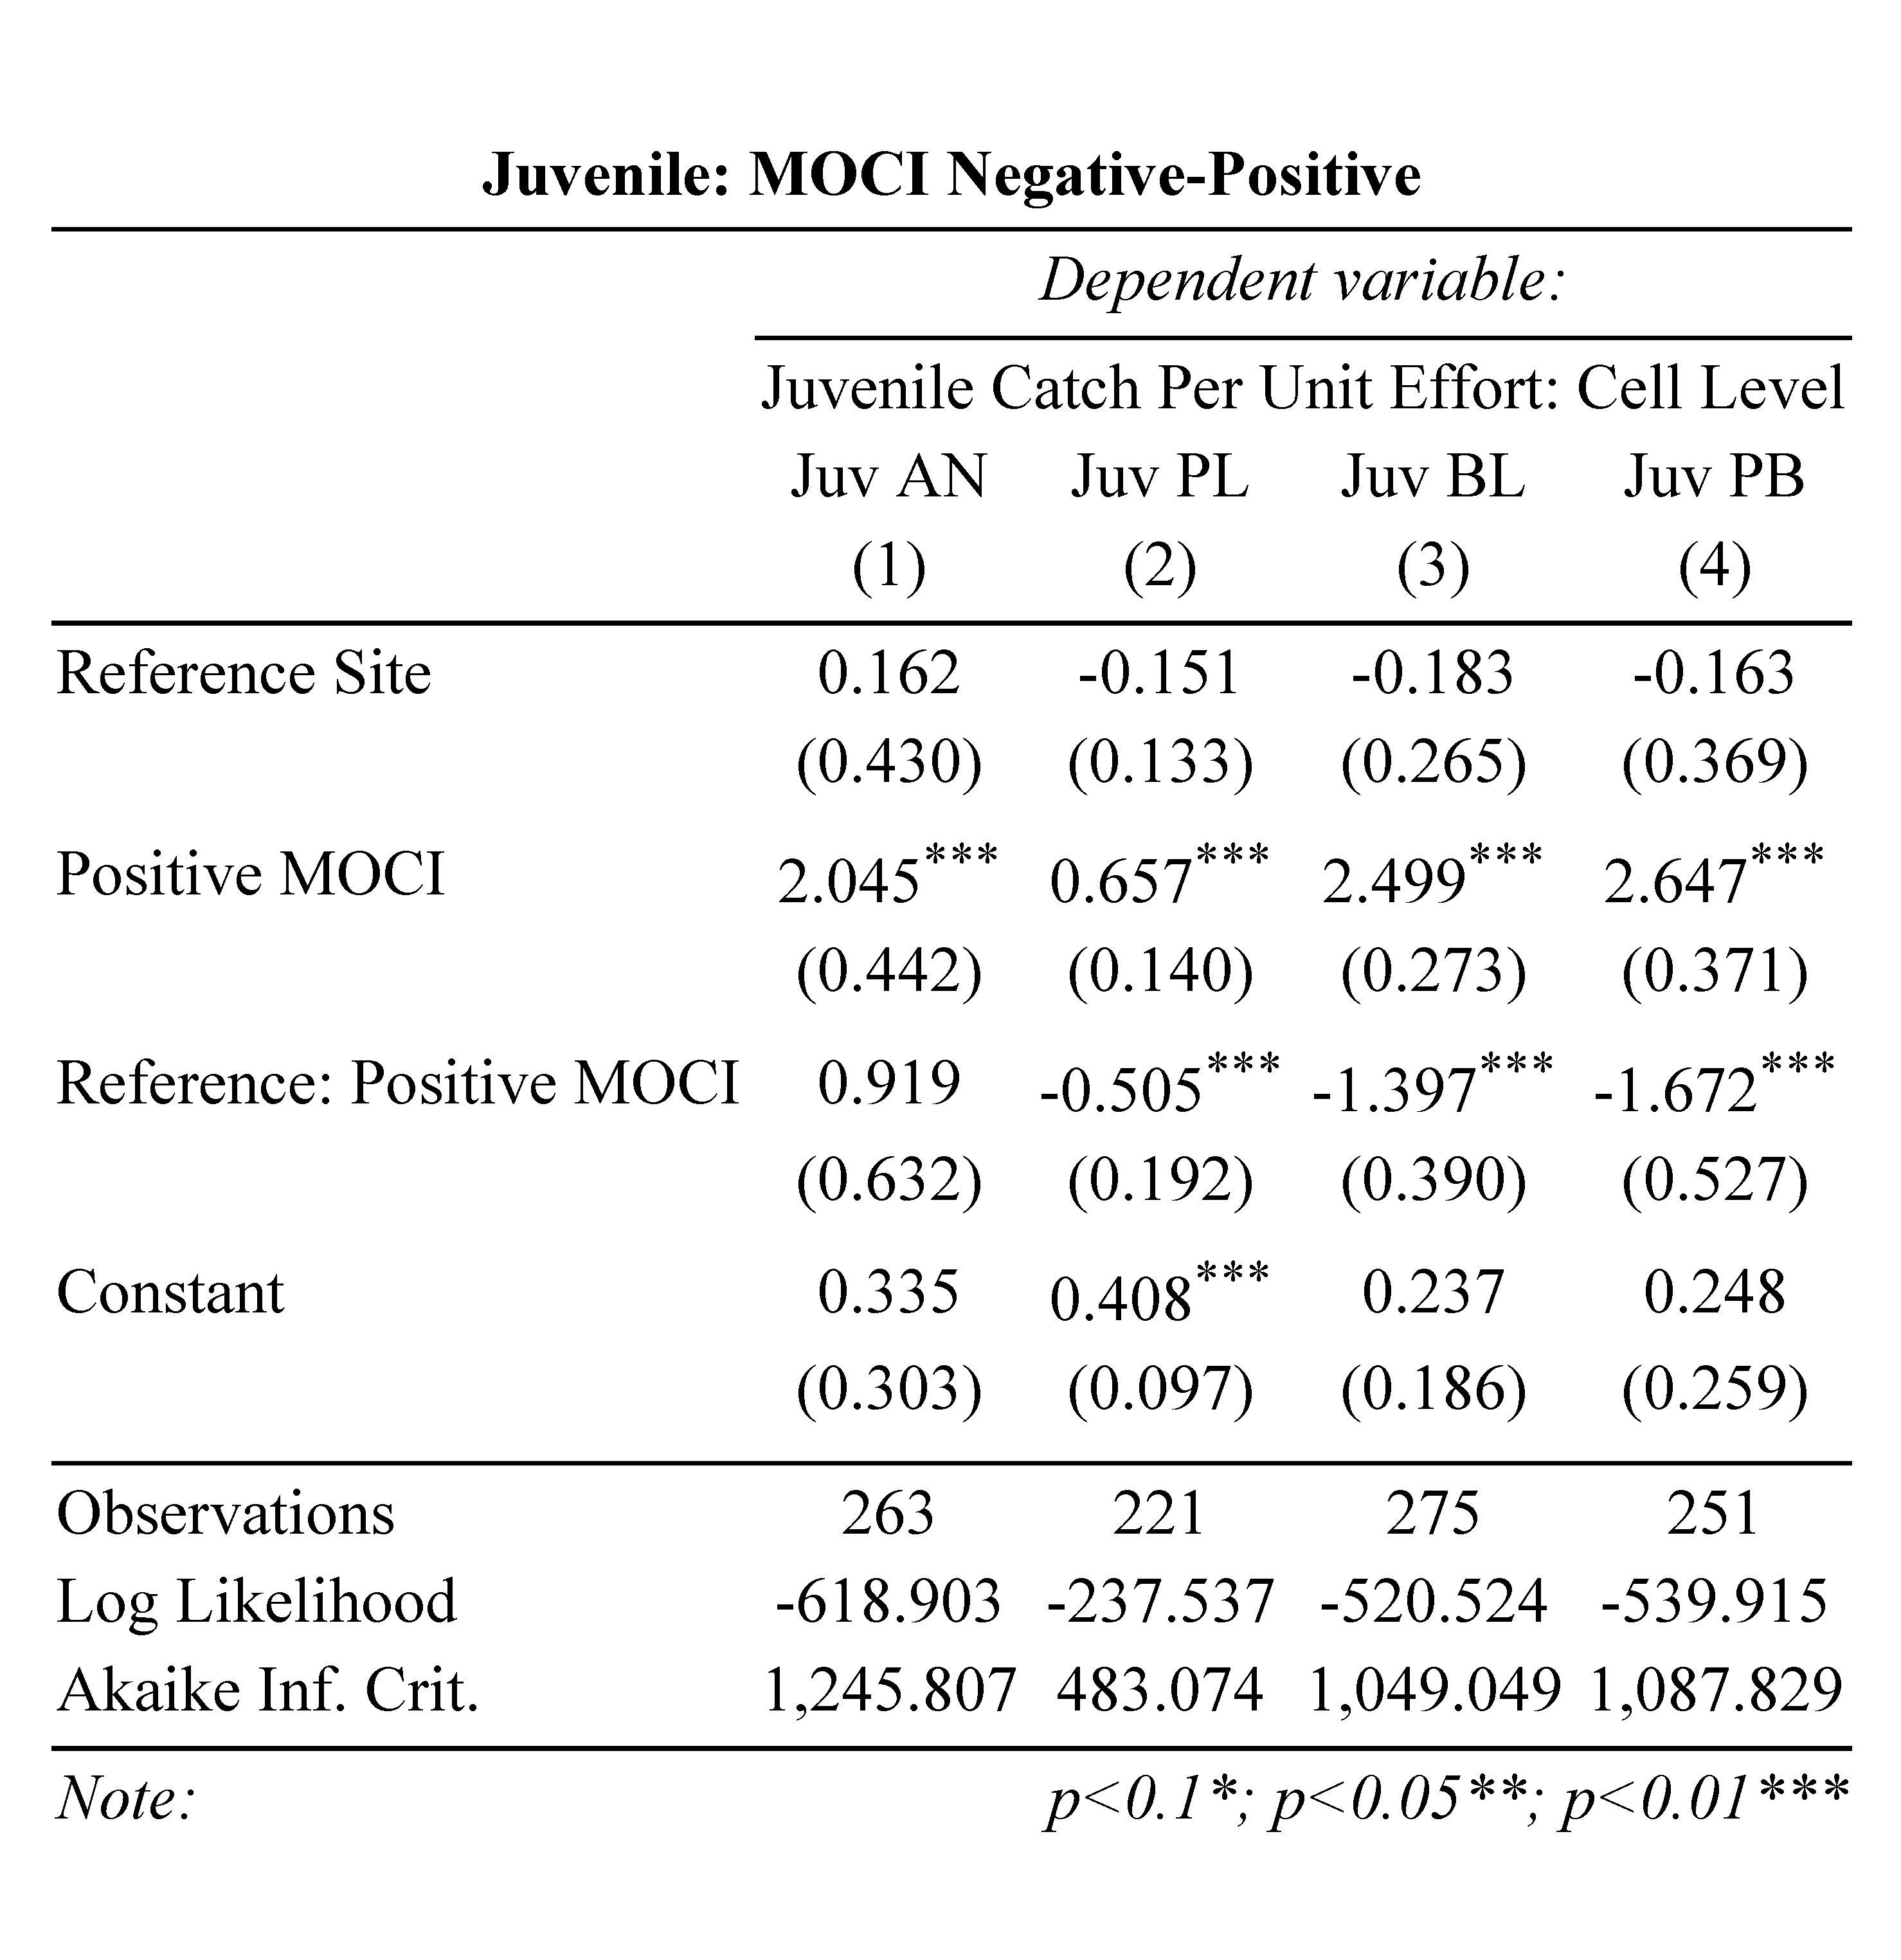 Juvenile: MOCI Negative-Positive
Dependent variable:
Juvenile Catch Per Unit Effort: Cell Level
Juv AN Juv PL Juv BL Juv PB
(1) (2) (3) (4)
Reference Site 0.162 -0.151 -0.183 -0.163
(0.430) (0.133) (0.265) (0.369)
Positive MOCI 2.045*** 0.657*** 2.499*** 2.647***
(0.442) (0.140) (0.273) (0.371)
Reference: Positive MOCI 0.919 -0.505*** -1.397*** -1.672***
(0.632) (0.192) (0.390) (0.527)
Constant 0.335 0.408*** 0.237 0.248
(0.303) (0.097) (0.186) (0.259)
Observations 263 221 275 251
Log Likelihood -618.903 -237.537 -520.524 -539.915
Akaike Inf. Crit. 1,245.807 483.074 1,049.049 1,087.829
Note: p<0.1*; p<0.05**; p<0.01***